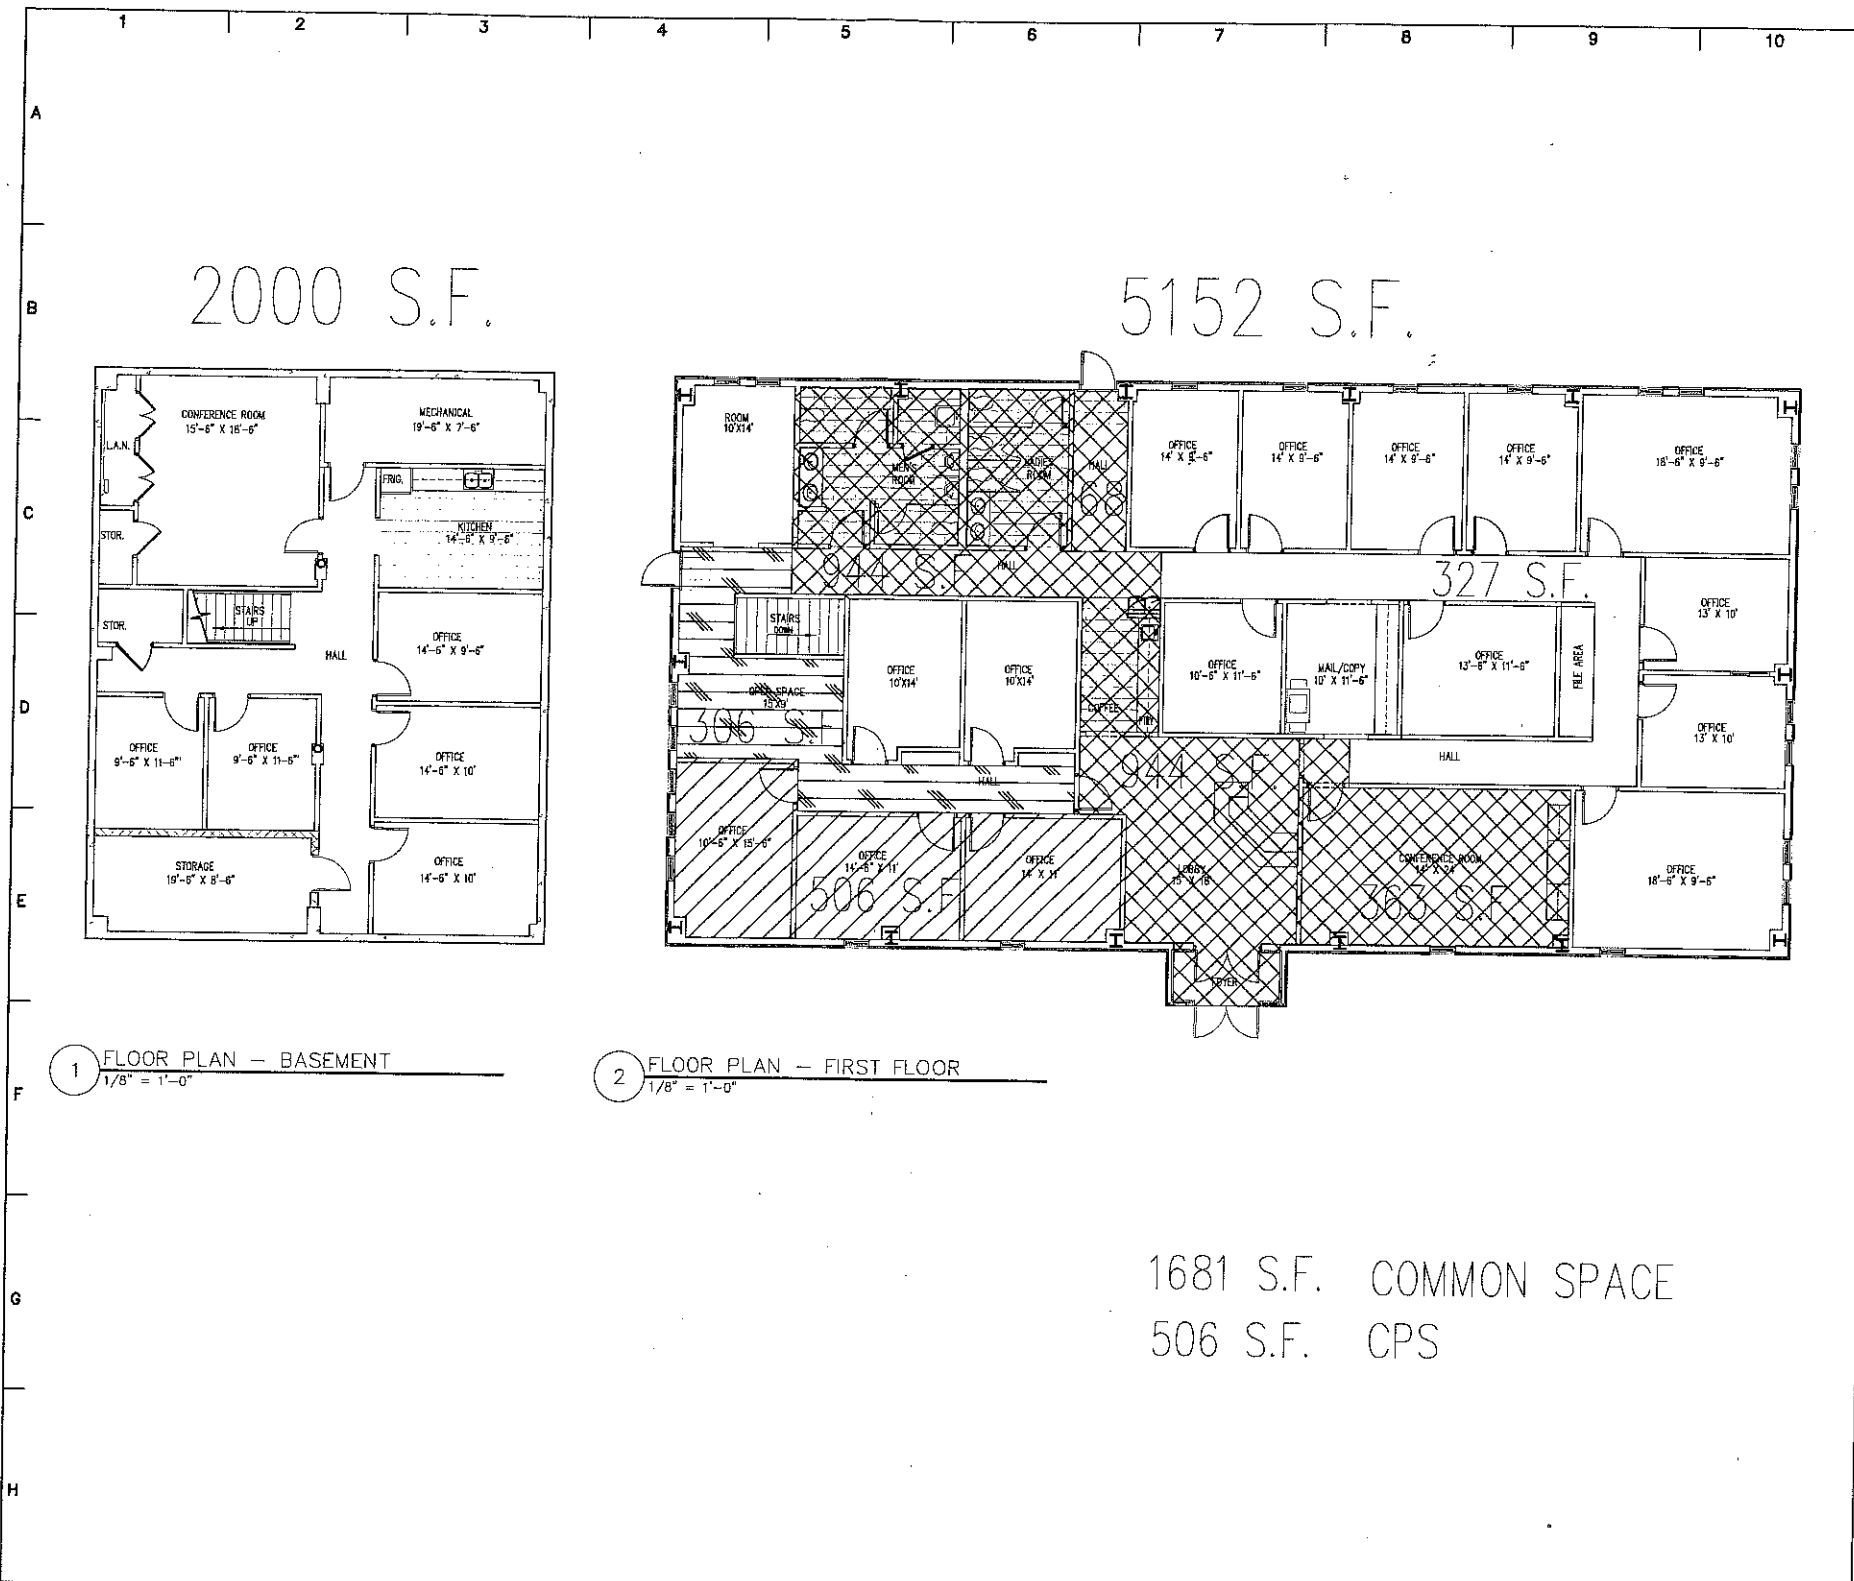 1 2 3 4 5 6 7 8 9 10
A
B
C
D
E
F
G
H
2000 S.F.
5152 S.F.
CONFERENCE ROOM
15'-6" X 16'-6"
MECHANICAL
19'-6" X 7'-6"
L.A.N.
FRIG.
KITCHEN
14'-6" X 9'-6"
STOR.
STOR.
STAIRS
UP
HALL
OFFICE
14'-6" X 9'-6"
OFFICE
9'-6" X 11-6"
OFFICE
9'-6" X 11-6"
OFFICE
14'-6" X 10'
STORAGE
19'-6" X 8'-6"
OFFICE
14'-6" X 10'
ROOM
10'X14'
MEN'S
ROOM
LADIES
ROOM
HALL
OFFICE
14' X 9'-6"
OFFICE
14' X 9'-6"
OFFICE
14' X 9'-6"
OFFICE
14' X 9'-6"
OFFICE
18'-6" X 9'-6"
944 S.F.
HALL
327 S.F.
STAIRS
DOWN
OFFICE
13' X 10'
OFFICE
10'X14'
OFFICE
10'X14'
OFFICE
10'-6" X 11'-6"
MAIL/COPY
10' X 11'-6"
OFFICE
13'-6" X 11'-6"
FILE AREA
OPEN SPACE
15'X9'
306 S.F.
COFFEE
OFFICE
13' X 10'
HALL
HALL
944 S.F.
OFFICE
10'-6" X 15'-6"
OFFICE
14'-6" X 11'
OFFICE
14' X 11'
506 S.F.
LOBBY
15' X 18'
CONFERENCE ROOM
14' X 24'
363 S.F.
OFFICE
18'-6" X 9'-6"
FOYER
1 FLOOR PLAN - BASEMENT
1/8" = 1'-0"
2 FLOOR PLAN - FIRST FLOOR
1/8" = 1'-0"
1681 S.F. COMMON SPACE
506 S.F. CPS